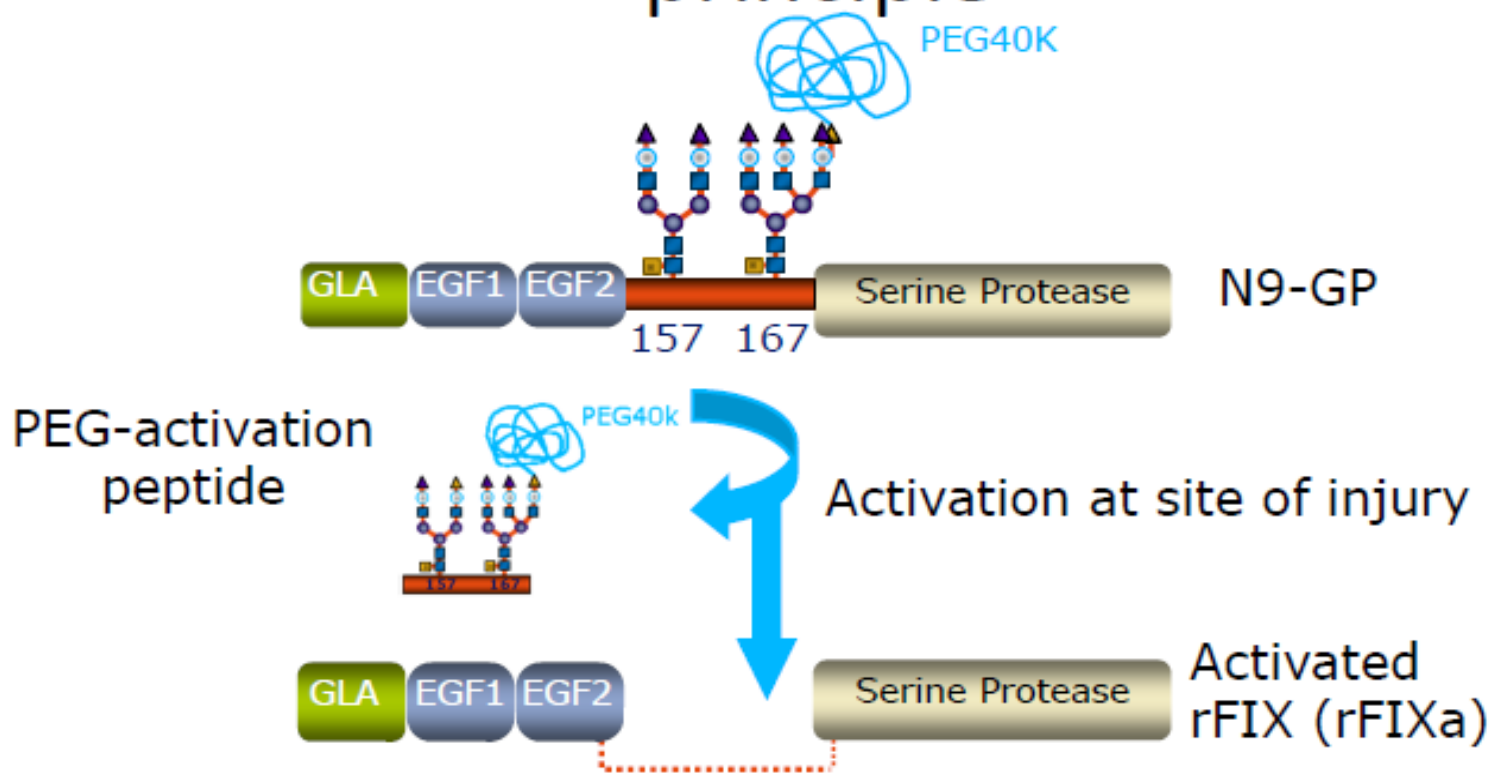 PEG40K
GLA EGF1 EGF2 Serine Protease N9-GP
157 167
PEG-activation
peptide
PEG40k
Activation at site of injury
157 167
GLA EGF1 EGF2 Serine Protease
Activated
rFIX (rFIXa)